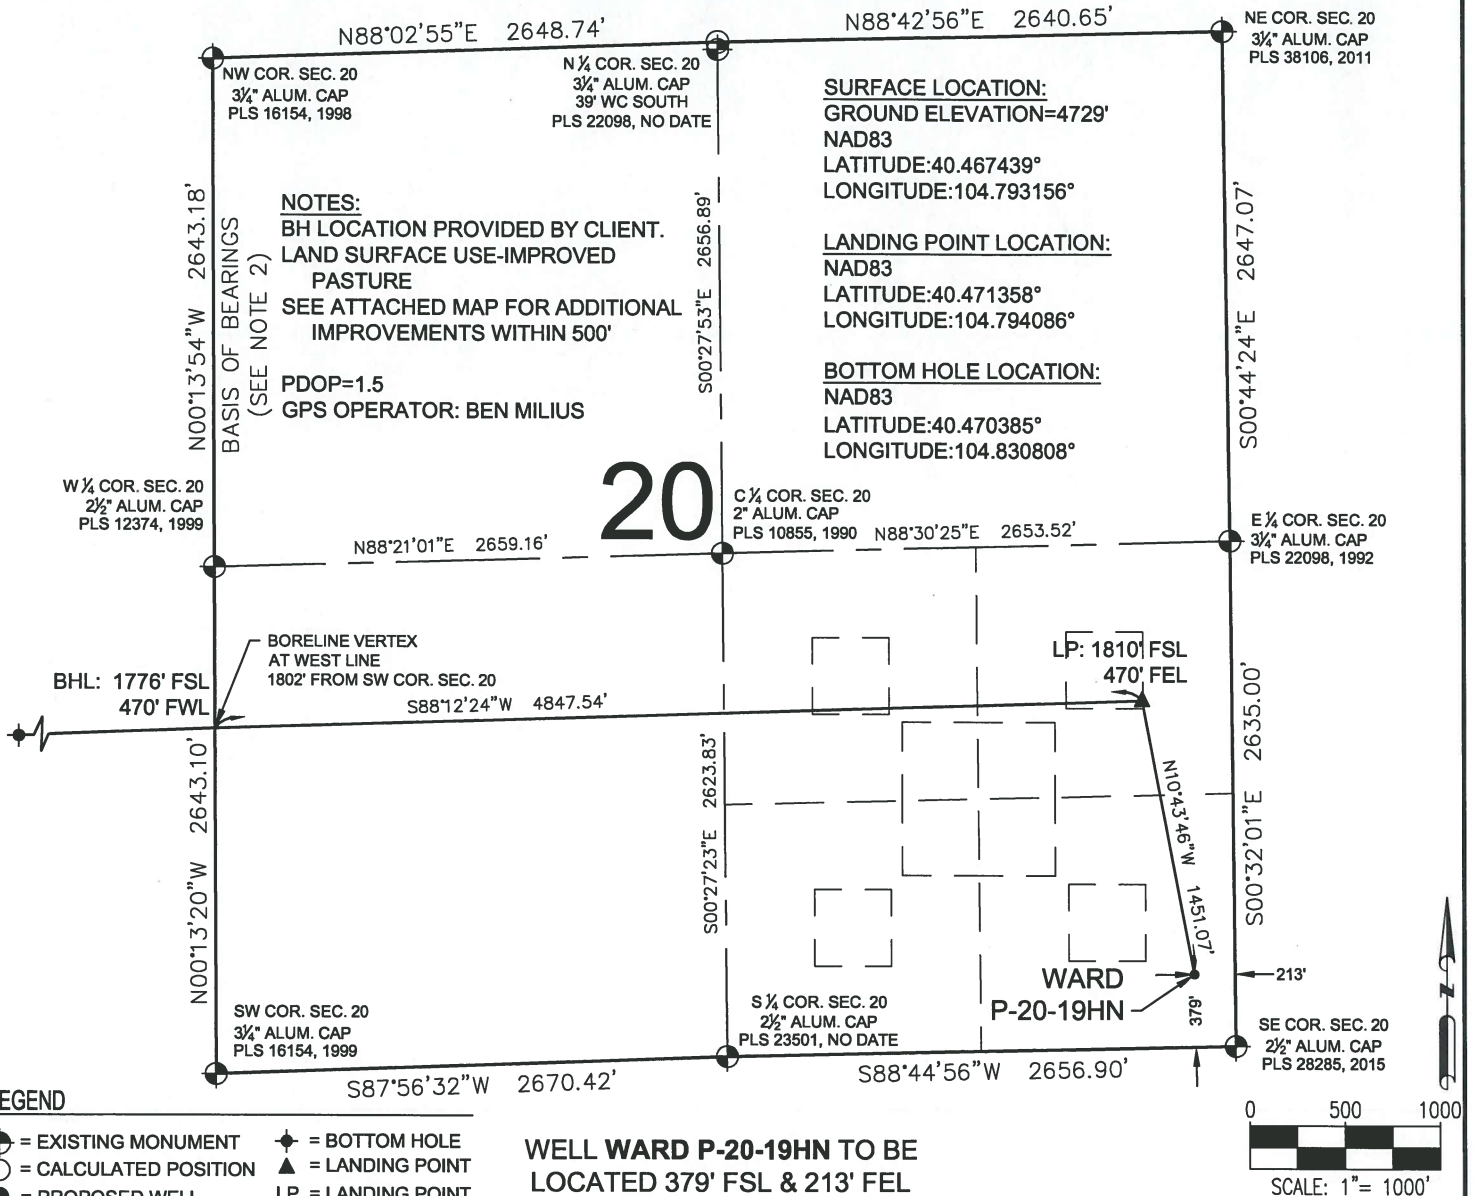 N88°02'55"E 2648.74'
N88°42'56"E 2640.65'
NW COR. SEC. 20
3¼" ALUM. CAP
PLS 16154, 1998
N ¼ COR. SEC. 20
3¼" ALUM. CAP
39' WC SOUTH
PLS 22098, NO DATE
NE COR. SEC. 20
3¼" ALUM. CAP
PLS 38106, 2011
SURFACE LOCATION:
GROUND ELEVATION=4729'
NAD83
LATITUDE:40.467439°
LONGITUDE:104.793156°
LANDING POINT LOCATION:
NAD83
LATITUDE:40.471358°
LONGITUDE:104.794086°
BOTTOM HOLE LOCATION:
NAD83
LATITUDE:40.470385°
LONGITUDE:104.830808°
NOTES:
BH LOCATION PROVIDED BY CLIENT.
LAND SURFACE USE-IMPROVED
PASTURE
SEE ATTACHED MAP FOR ADDITIONAL
IMPROVEMENTS WITHIN 500'
PDOP=1.5
GPS OPERATOR: BEN MILIUS
N00°13'54"W 2643.18'
BASIS OF BEARINGS
(SEE NOTE 2)
S00°27'53"E 2656.89'
S00°44'24"E 2647.07'
W ¼ COR. SEC. 20
2½" ALUM. CAP
PLS 12374, 1999
20
C ¼ COR. SEC. 20
2" ALUM. CAP
PLS 10855, 1990
E ¼ COR. SEC. 20
3¼" ALUM. CAP
PLS 22098, 1992
N88°21'01"E 2659.16'
N88°30'25"E 2653.52'
BORELINE VERTEX
AT WEST LINE
1802' FROM SW COR. SEC. 20
BHL: 1776' FSL
470' FWL
LP: 1810' FSL
470' FEL
S88°12'24"W 4847.54'
N00°13'20"W 2643.10'
S00°27'23"E 2623.83'
N10°43'46"W 1451.07'
S00°32'01"E 2635.00'
WARD
P-20-19HN
213'
379'
SW COR. SEC. 20
3¼" ALUM. CAP
PLS 16154, 1999
S ¼ COR. SEC. 20
2½" ALUM. CAP
PLS 23501, NO DATE
SE COR. SEC. 20
2½" ALUM. CAP
PLS 28285, 2015
S87°56'32"W 2670.42'
S88°44'56"W 2656.90'
N
EGEND
= EXISTING MONUMENT
= CALCULATED POSITION
= PROPOSED WELL
= BOTTOM HOLE
= LANDING POINT
LP = LANDING POINT
WELL WARD P-20-19HN TO BE
LOCATED 379' FSL & 213' FEL
0 500 1000
SCALE: 1"= 1000'